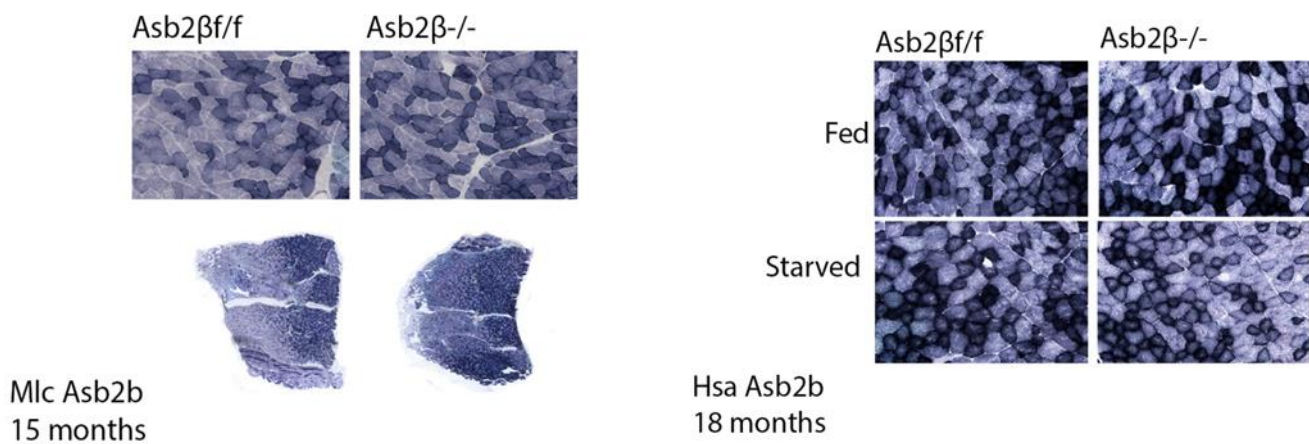 Asb2βf/f
Asb2β-/-
Mlc Asb2b
15 months
Asb2βf/f
Asb2β-/-
Fed
Starved
Hsa Asb2b
18 months